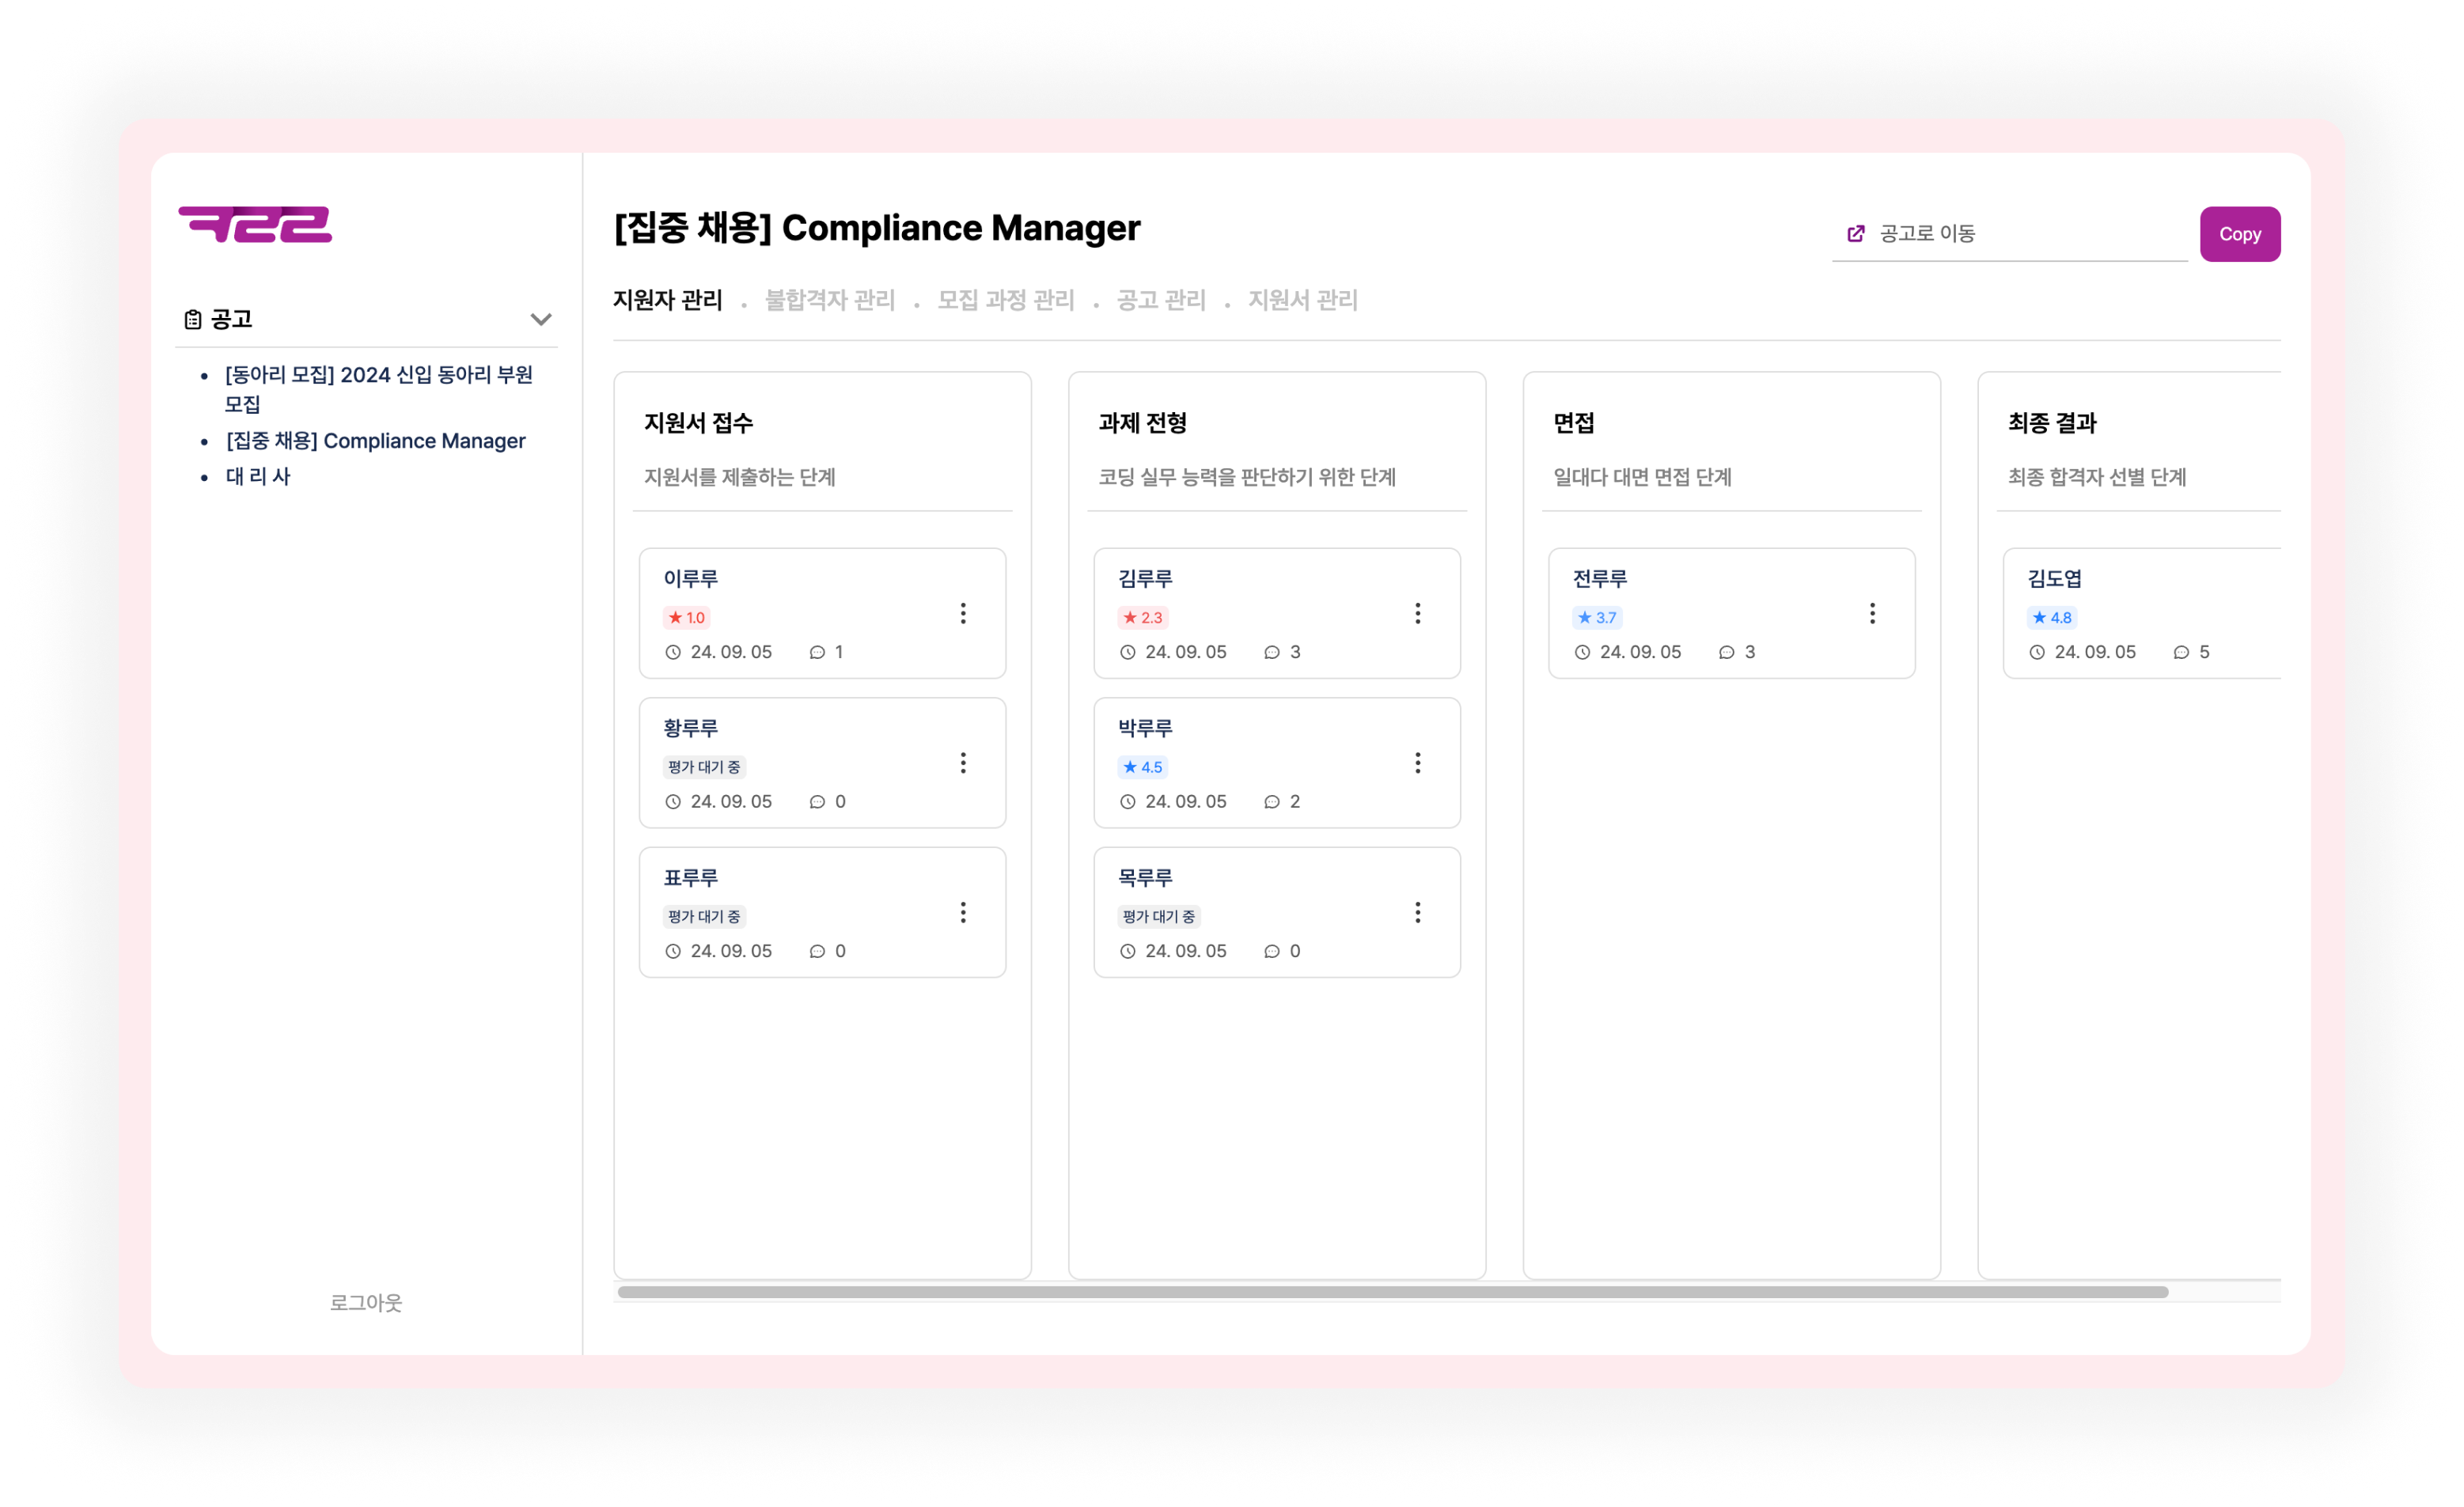 ㅋㄹㄹ
공고
[동아리 모집] 2024 신입 동아리 부원
모집
[집중 채용] Compliance Manager
대 리 사
로그아웃
[집중 채용] Compliance Manager
공고로 이동
Copy
지원자 관리 . 불합격자 관리 . 모집 과정 관리 . 공고 관리 . 지원서 관리
지원서 접수
지원서를 제출하는 단계
이루루
★ 1.0
24. 09. 05 1
황루루
평가 대기 중
24. 09. 05 0
표루루
평가 대기 중
24. 09. 05 0
과제 전형
코딩 실무 능력을 판단하기 위한 단계
김루루
★ 2.3
24. 09. 05 3
박루루
★ 4.5
24. 09. 05 2
목루루
평가 대기 중
24. 09. 05 0
면접
일대다 대면 면접 단계
전루루
★ 3.7
24. 09. 05 3
최종 결과
최종 합격자 선별 단계
김도엽
★ 4.8
24. 09. 05 5